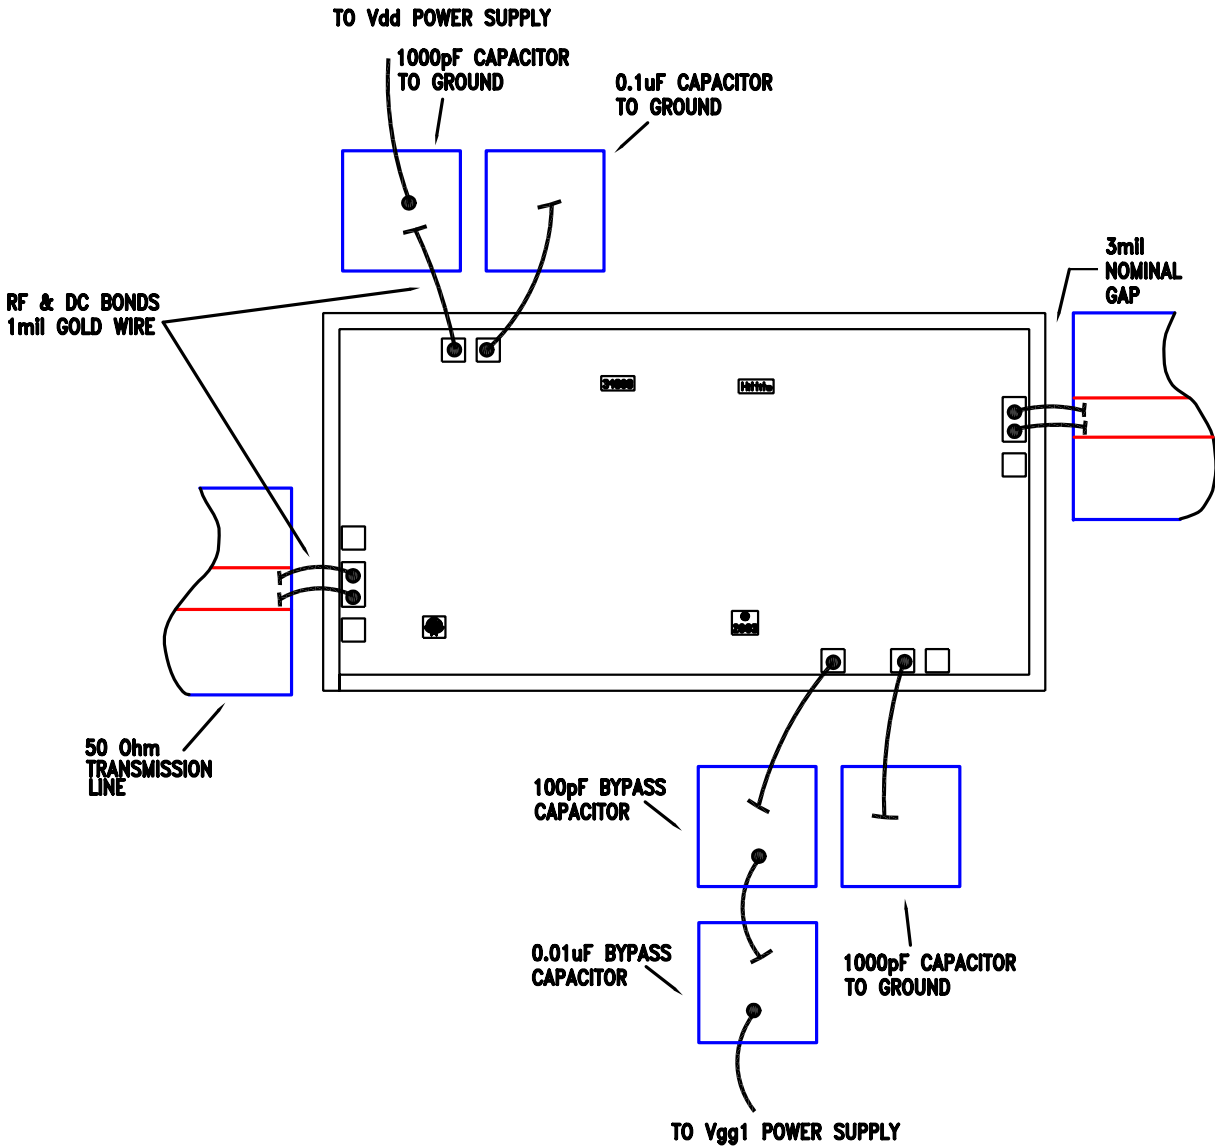 TO Vdd POWER SUPPLY
1000pF CAPACITOR
TO GROUND
0.1uF CAPACITOR
TO GROUND
3mil
NOMINAL
GAP
RF & DC BONDS
1mil GOLD WIRE
Hittite
50 Ohm
TRANSMISSION
LINE
100pF BYPASS
CAPACITOR
0.01uF BYPASS
CAPACITOR
1000pF CAPACITOR
TO GROUND
TO Vgg1 POWER SUPPLY